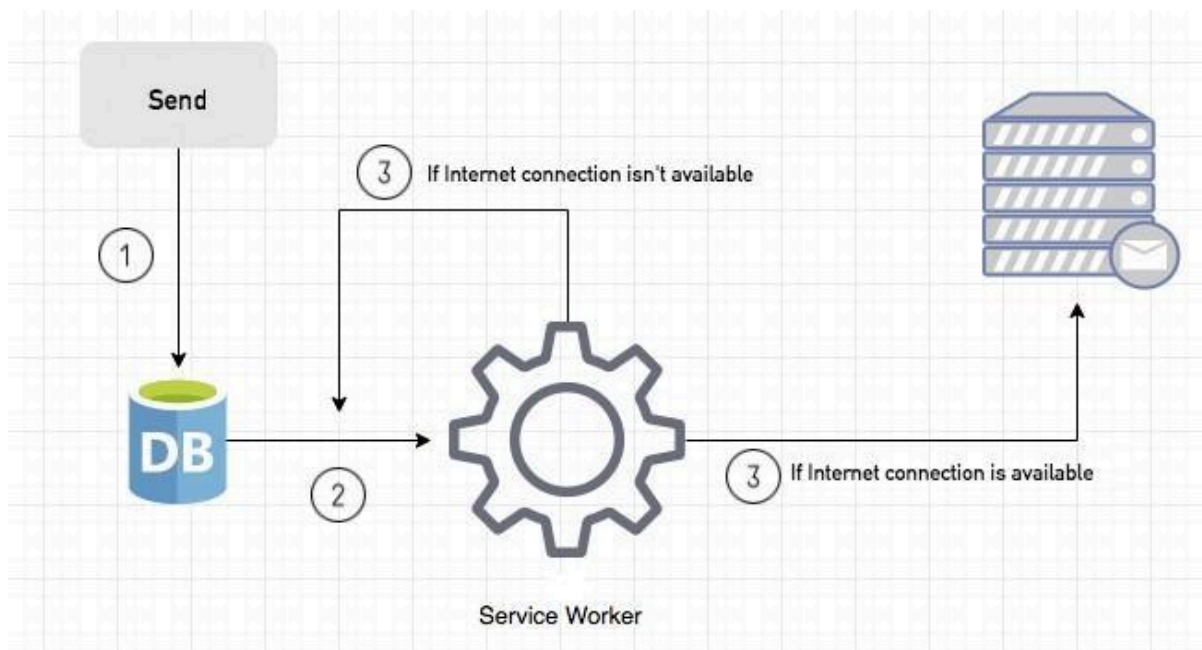 Send
3 If Internet connection isn't available
1
DB
2
3 If Internet connection is available
Service Worker